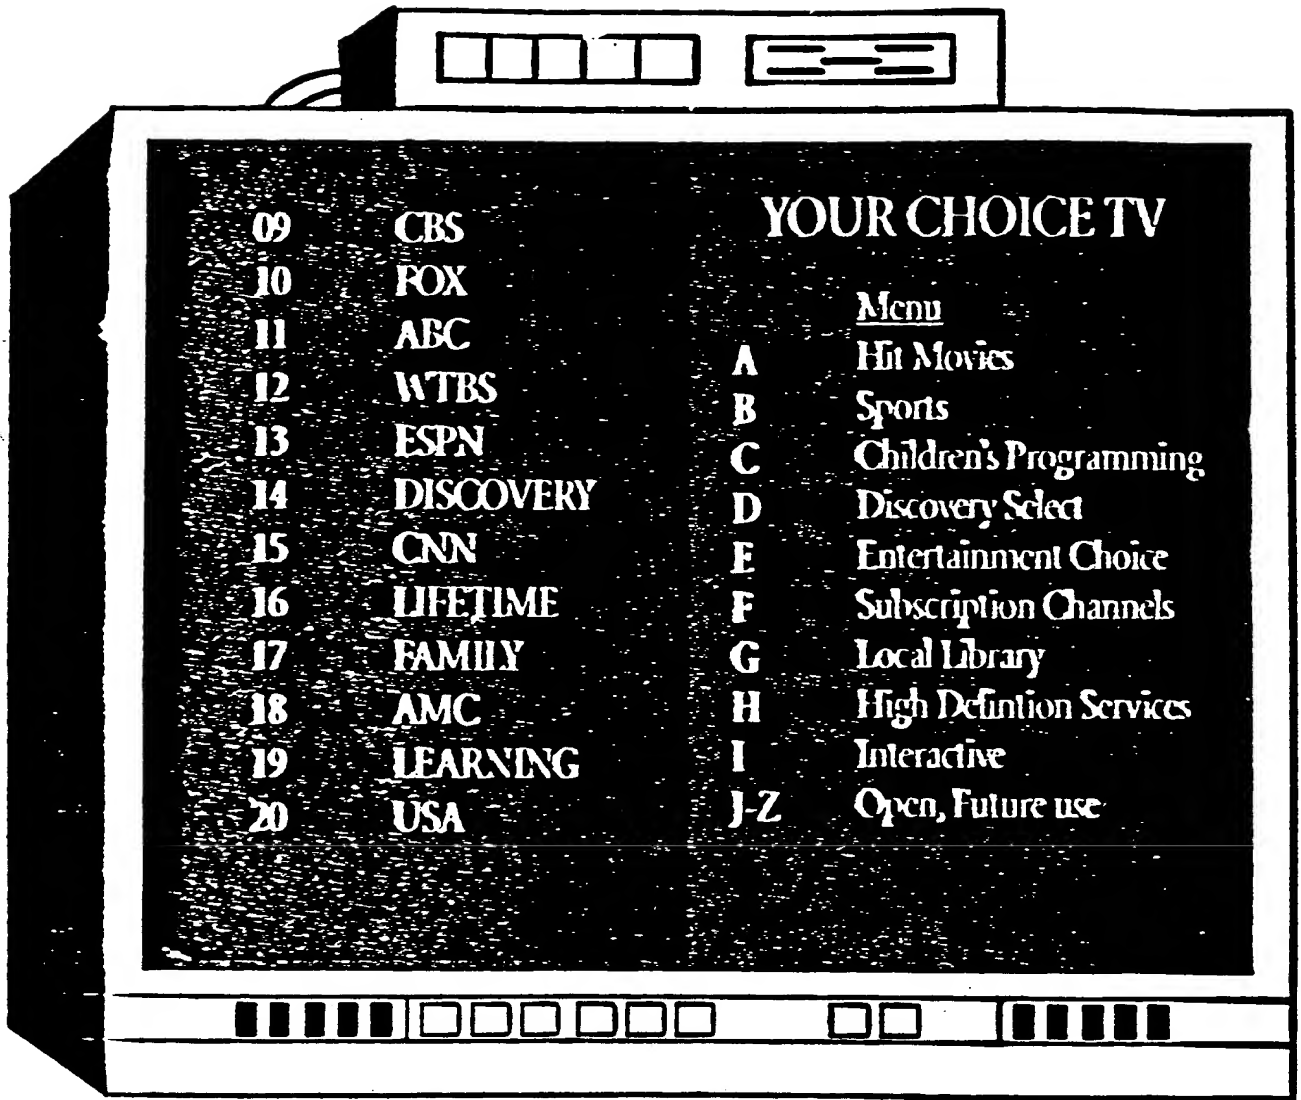 09 CBS
10 FOX
11 ABC
12 WTBS
13 ESPN
14 DISCOVERY
15 CNN
16 LIFETIME
17 FAMILY
18 AMC
19 LEARNING
20 USA
YOUR CHOICE TV
Menu
A Hit Movies
B Sports
C Children's Programming
D Discovery Select
E Entertainment Choice
F Subscription Channels
G Local Library
H High Defintion Services
I Interactive
J-Z Open, Future use